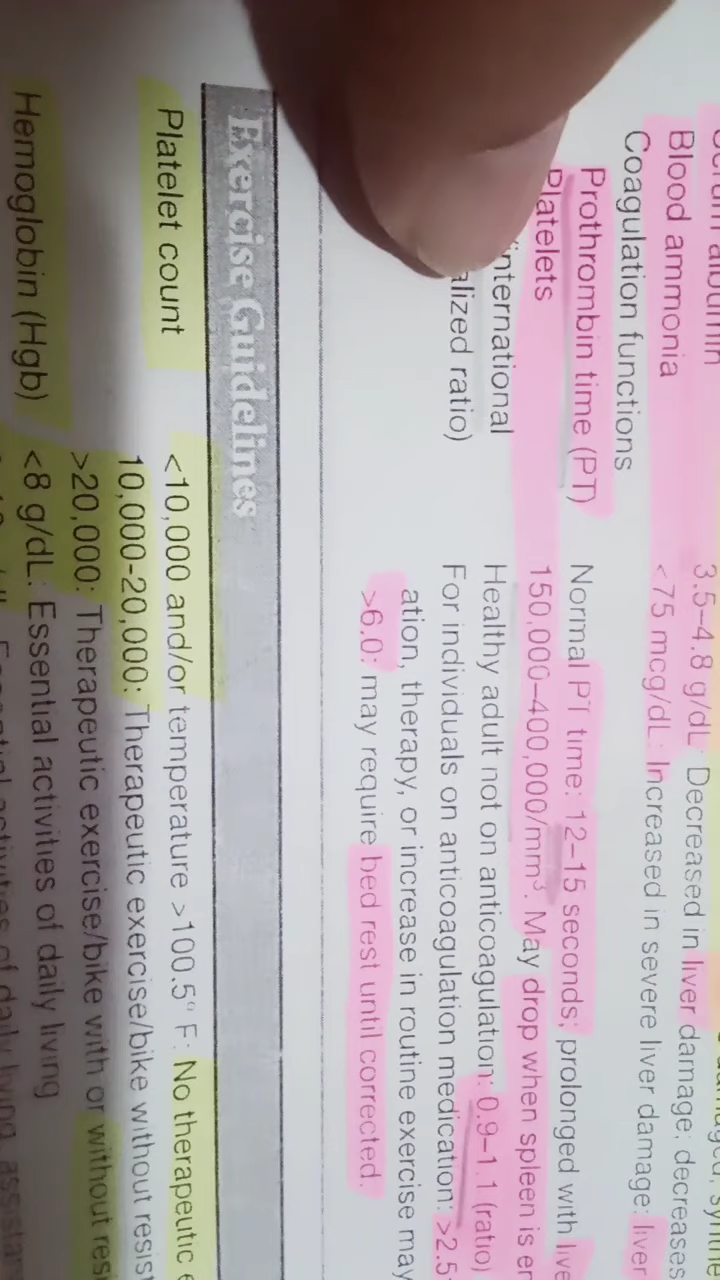 Blood ammonia
Coagulation functions
Prothrombin time (PT)
Platelets
international
alized ratio)
3.5–4.8 g/dL: Decreased in liver damage; decreases
<75 mcg/dL: Increased in severe liver damage: liver
Normal PT time: 12–15 seconds; prolonged with
150,000–400,000/mm³. May drop when spleen is
Healthy adult not on anticoagulation: 0.9–1.1 (ratio)
For individuals on anticoagulation medication: >2.5
ation, therapy, or increase in routine exercise may
>6.0: may require bed rest until corrected.
Exercise Guidelines
Platelet count <10,000 and/or temperature >100.5° F: No therapeutic
10,000-20,000: Therapeutic exercise/bike without
>20,000: Therapeutic exercise/bike with or without
Hemoglobin (Hgb) <8 g/dL: Essential activities of daily living
activities of daily living,